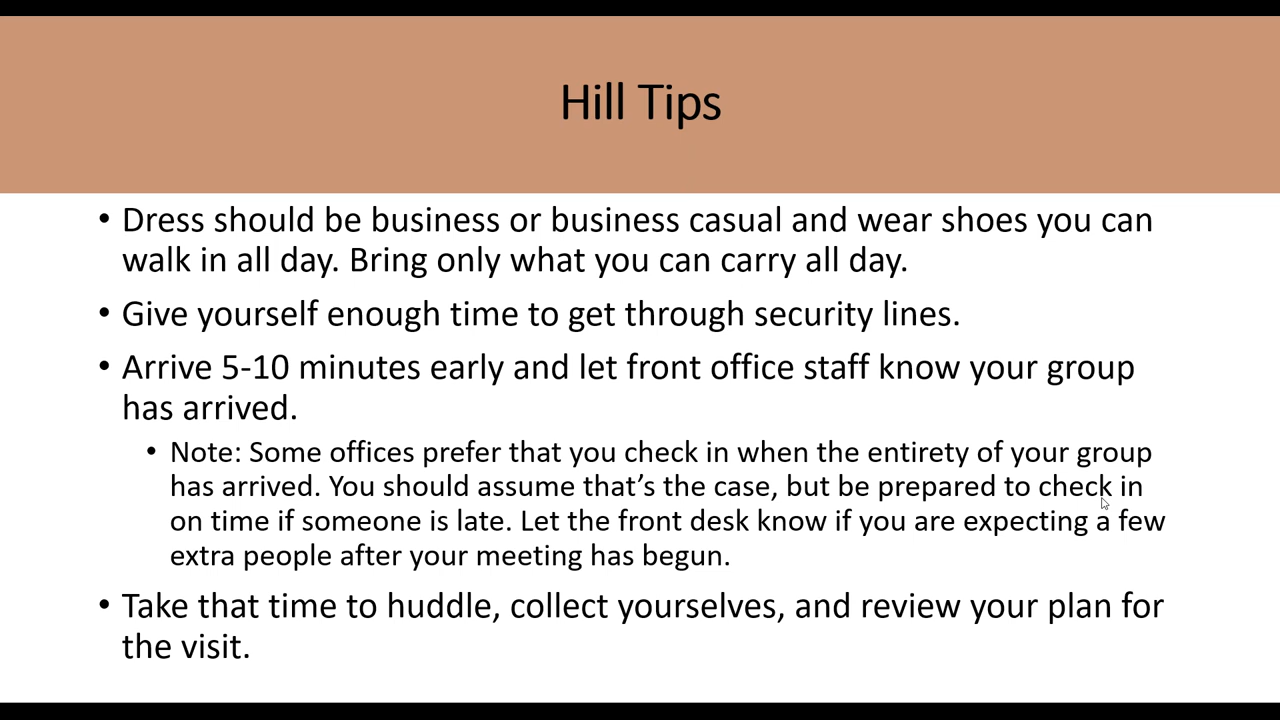 Hill Tips
• Dress should be business or business casual and wear shoes you can
walk in all day. Bring only what you can carry all day.
• Give yourself enough time to get through security lines.
• Arrive 5-10 minutes early and let front office staff know your group
has arrived.
• Note: Some offices prefer that you check in when the entirety of your group
has arrived. You should assume that’s the case, but be prepared to check in
on time if someone is late. Let the front desk know if you are expecting a few
extra people after your meeting has begun.
• Take that time to huddle, collect yourselves, and review your plan for
the visit.